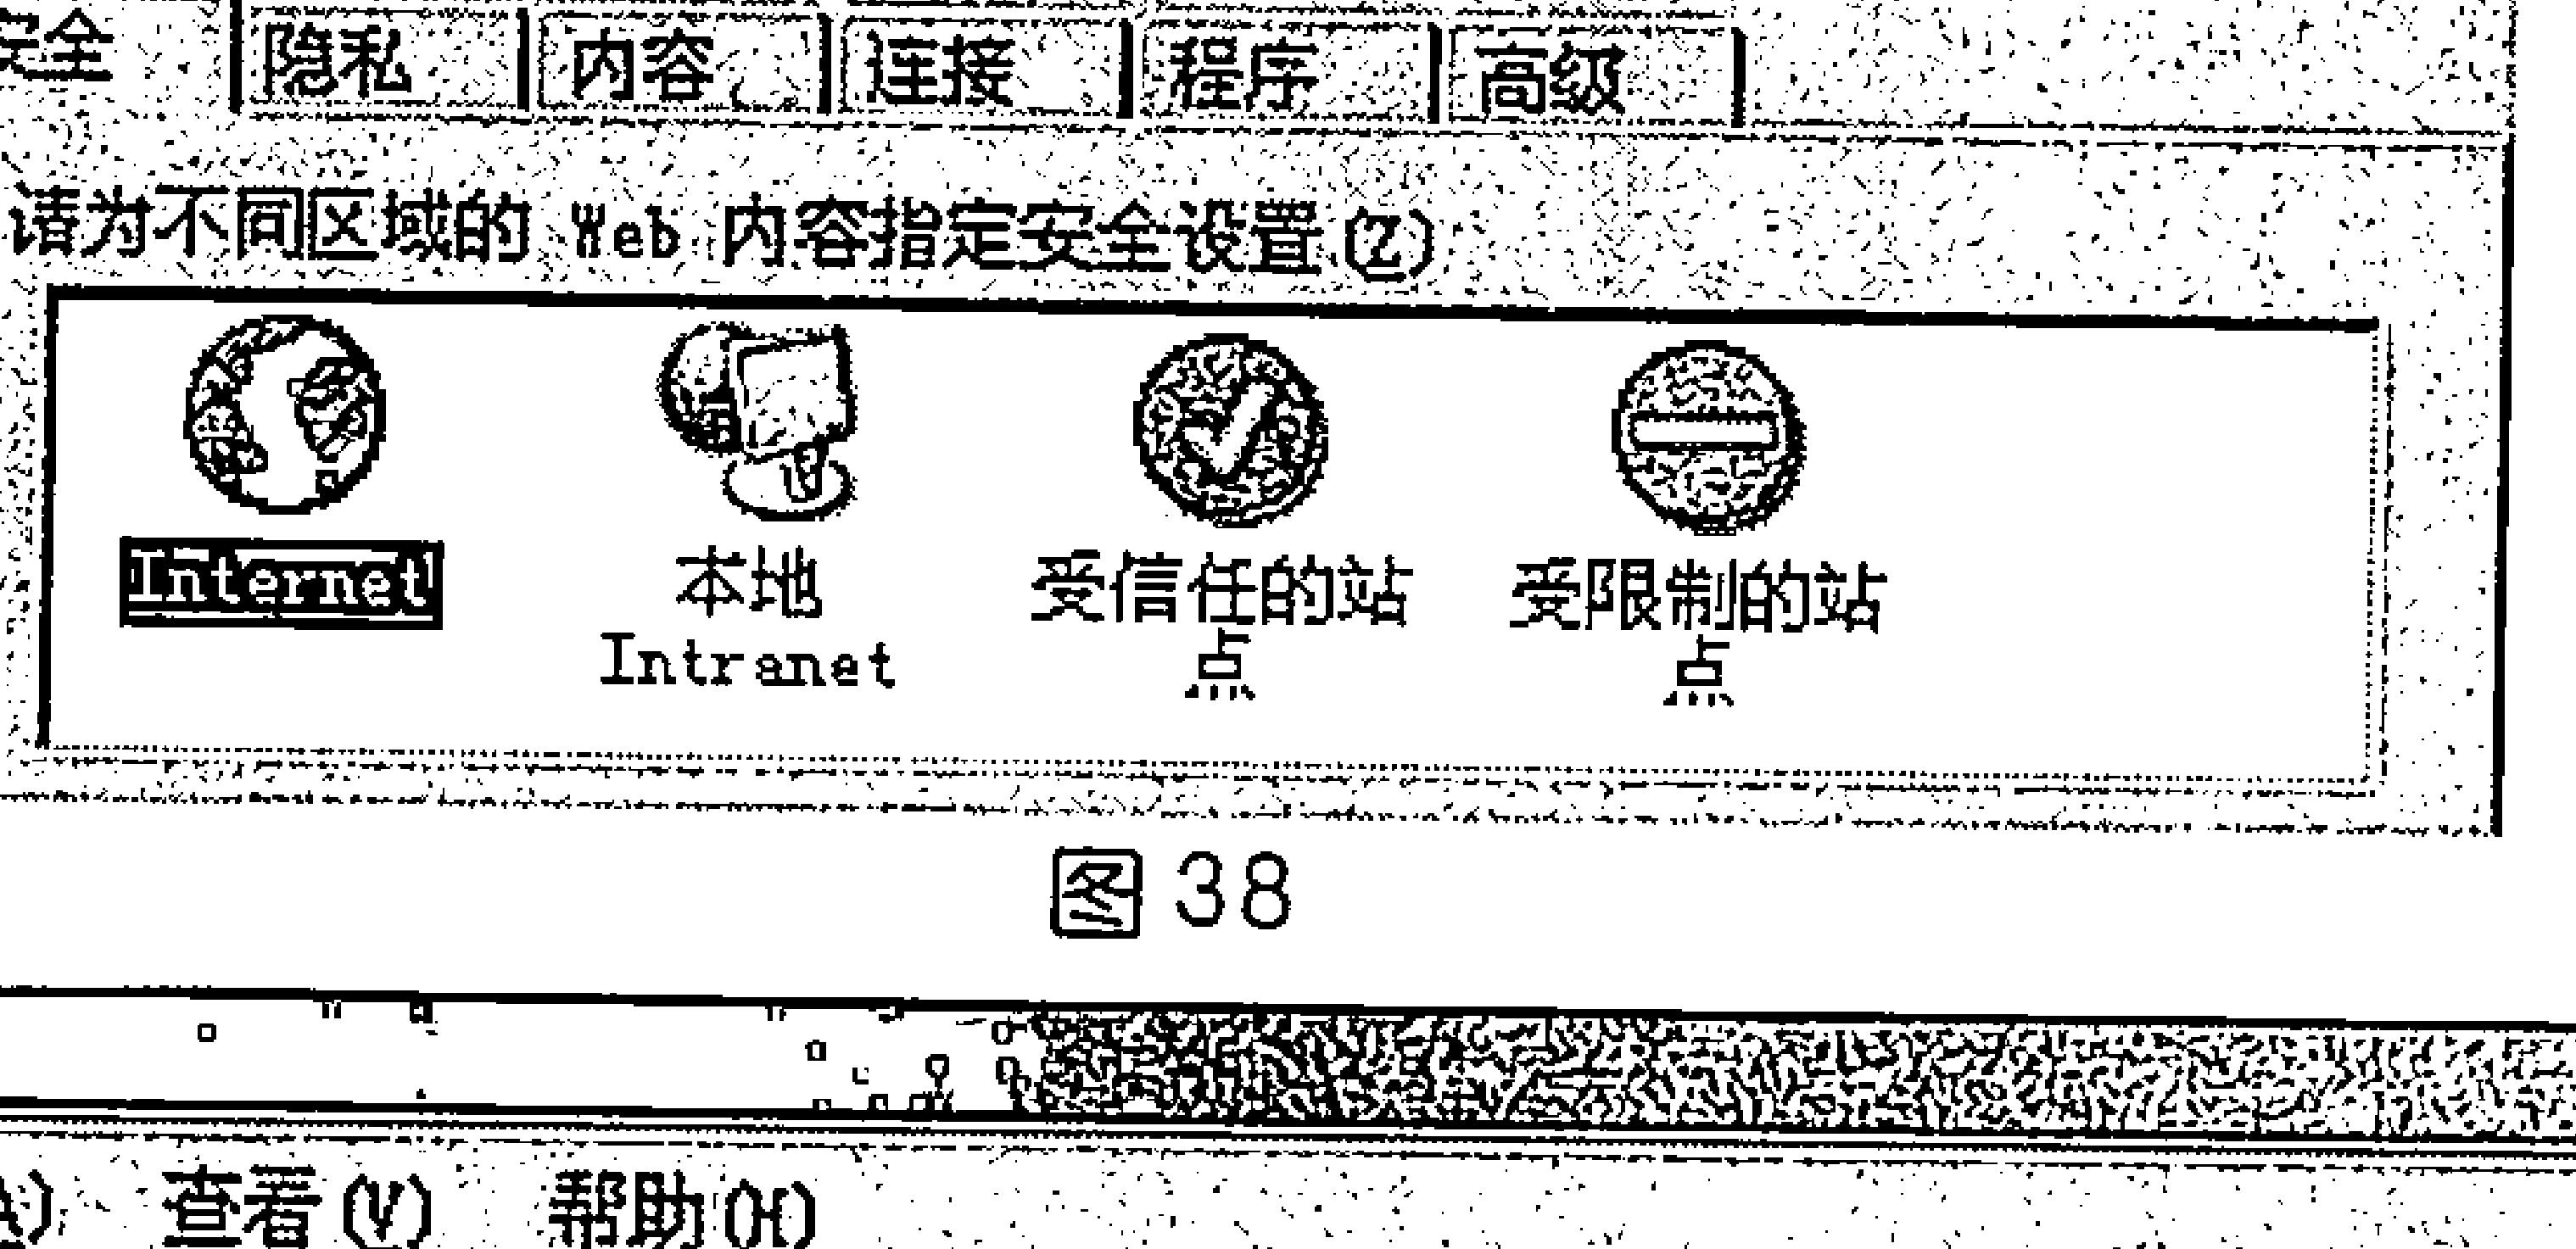 安全 隐私 内容 连接 程序 高级
请为不同区域的 Web 内容指定安全设置(Z)
Internet
本地
Intranet
受信任的站
点
受限制的站
点
图 38
查看(V) 帮助(H)